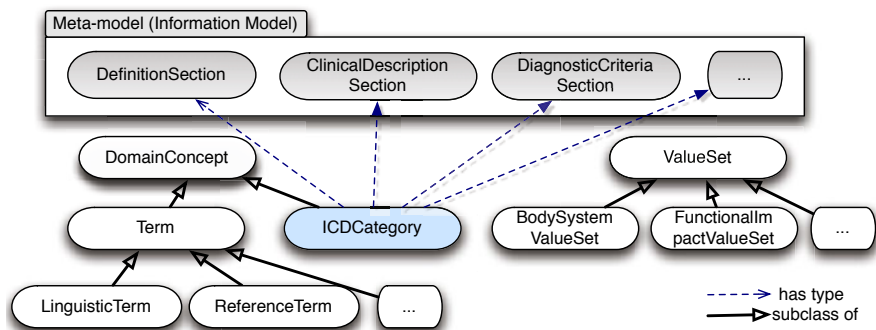 Meta-model (Information Model)
DefinitionSection
ClinicalDescription
Section
DiagnosticCriteria
Section
...
DomainConcept
ValueSet
Term
ICDCategory
BodySystem
ValueSet
FunctionalIm
pactValueSet
...
LinguisticTerm
ReferenceTerm
...
has type
subclass of